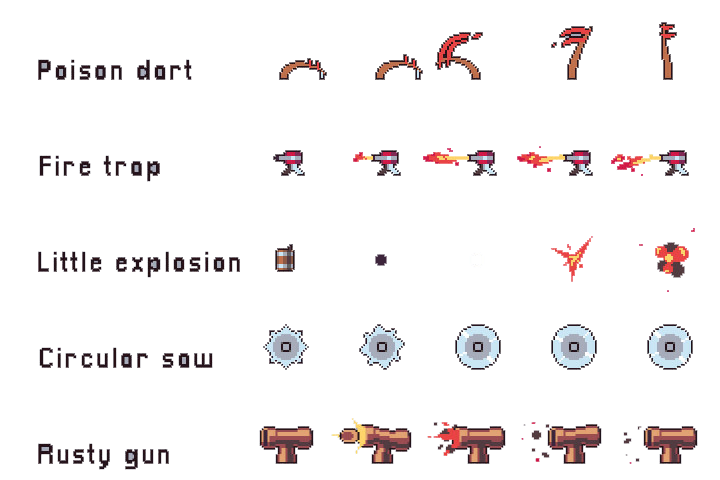 Poison dart
Fire trap
Little explosion
Circular saw
Rusty gun